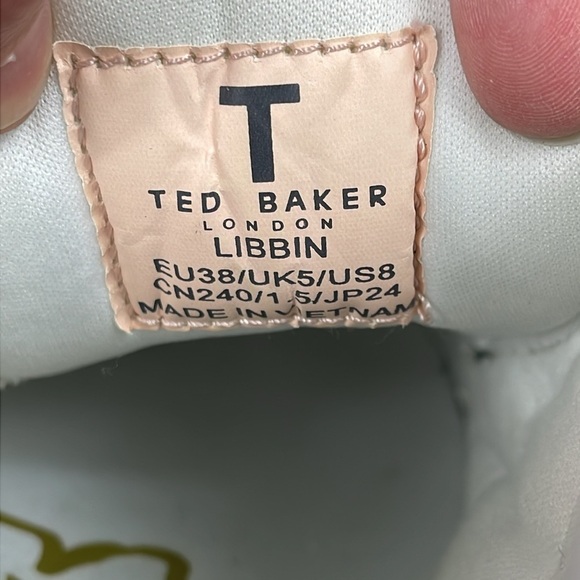 T
TED BAKER
LONDON
LIBBIN
EU38/UK5/US8
CN240/1.5/JP24
MADE IN VIETNAM